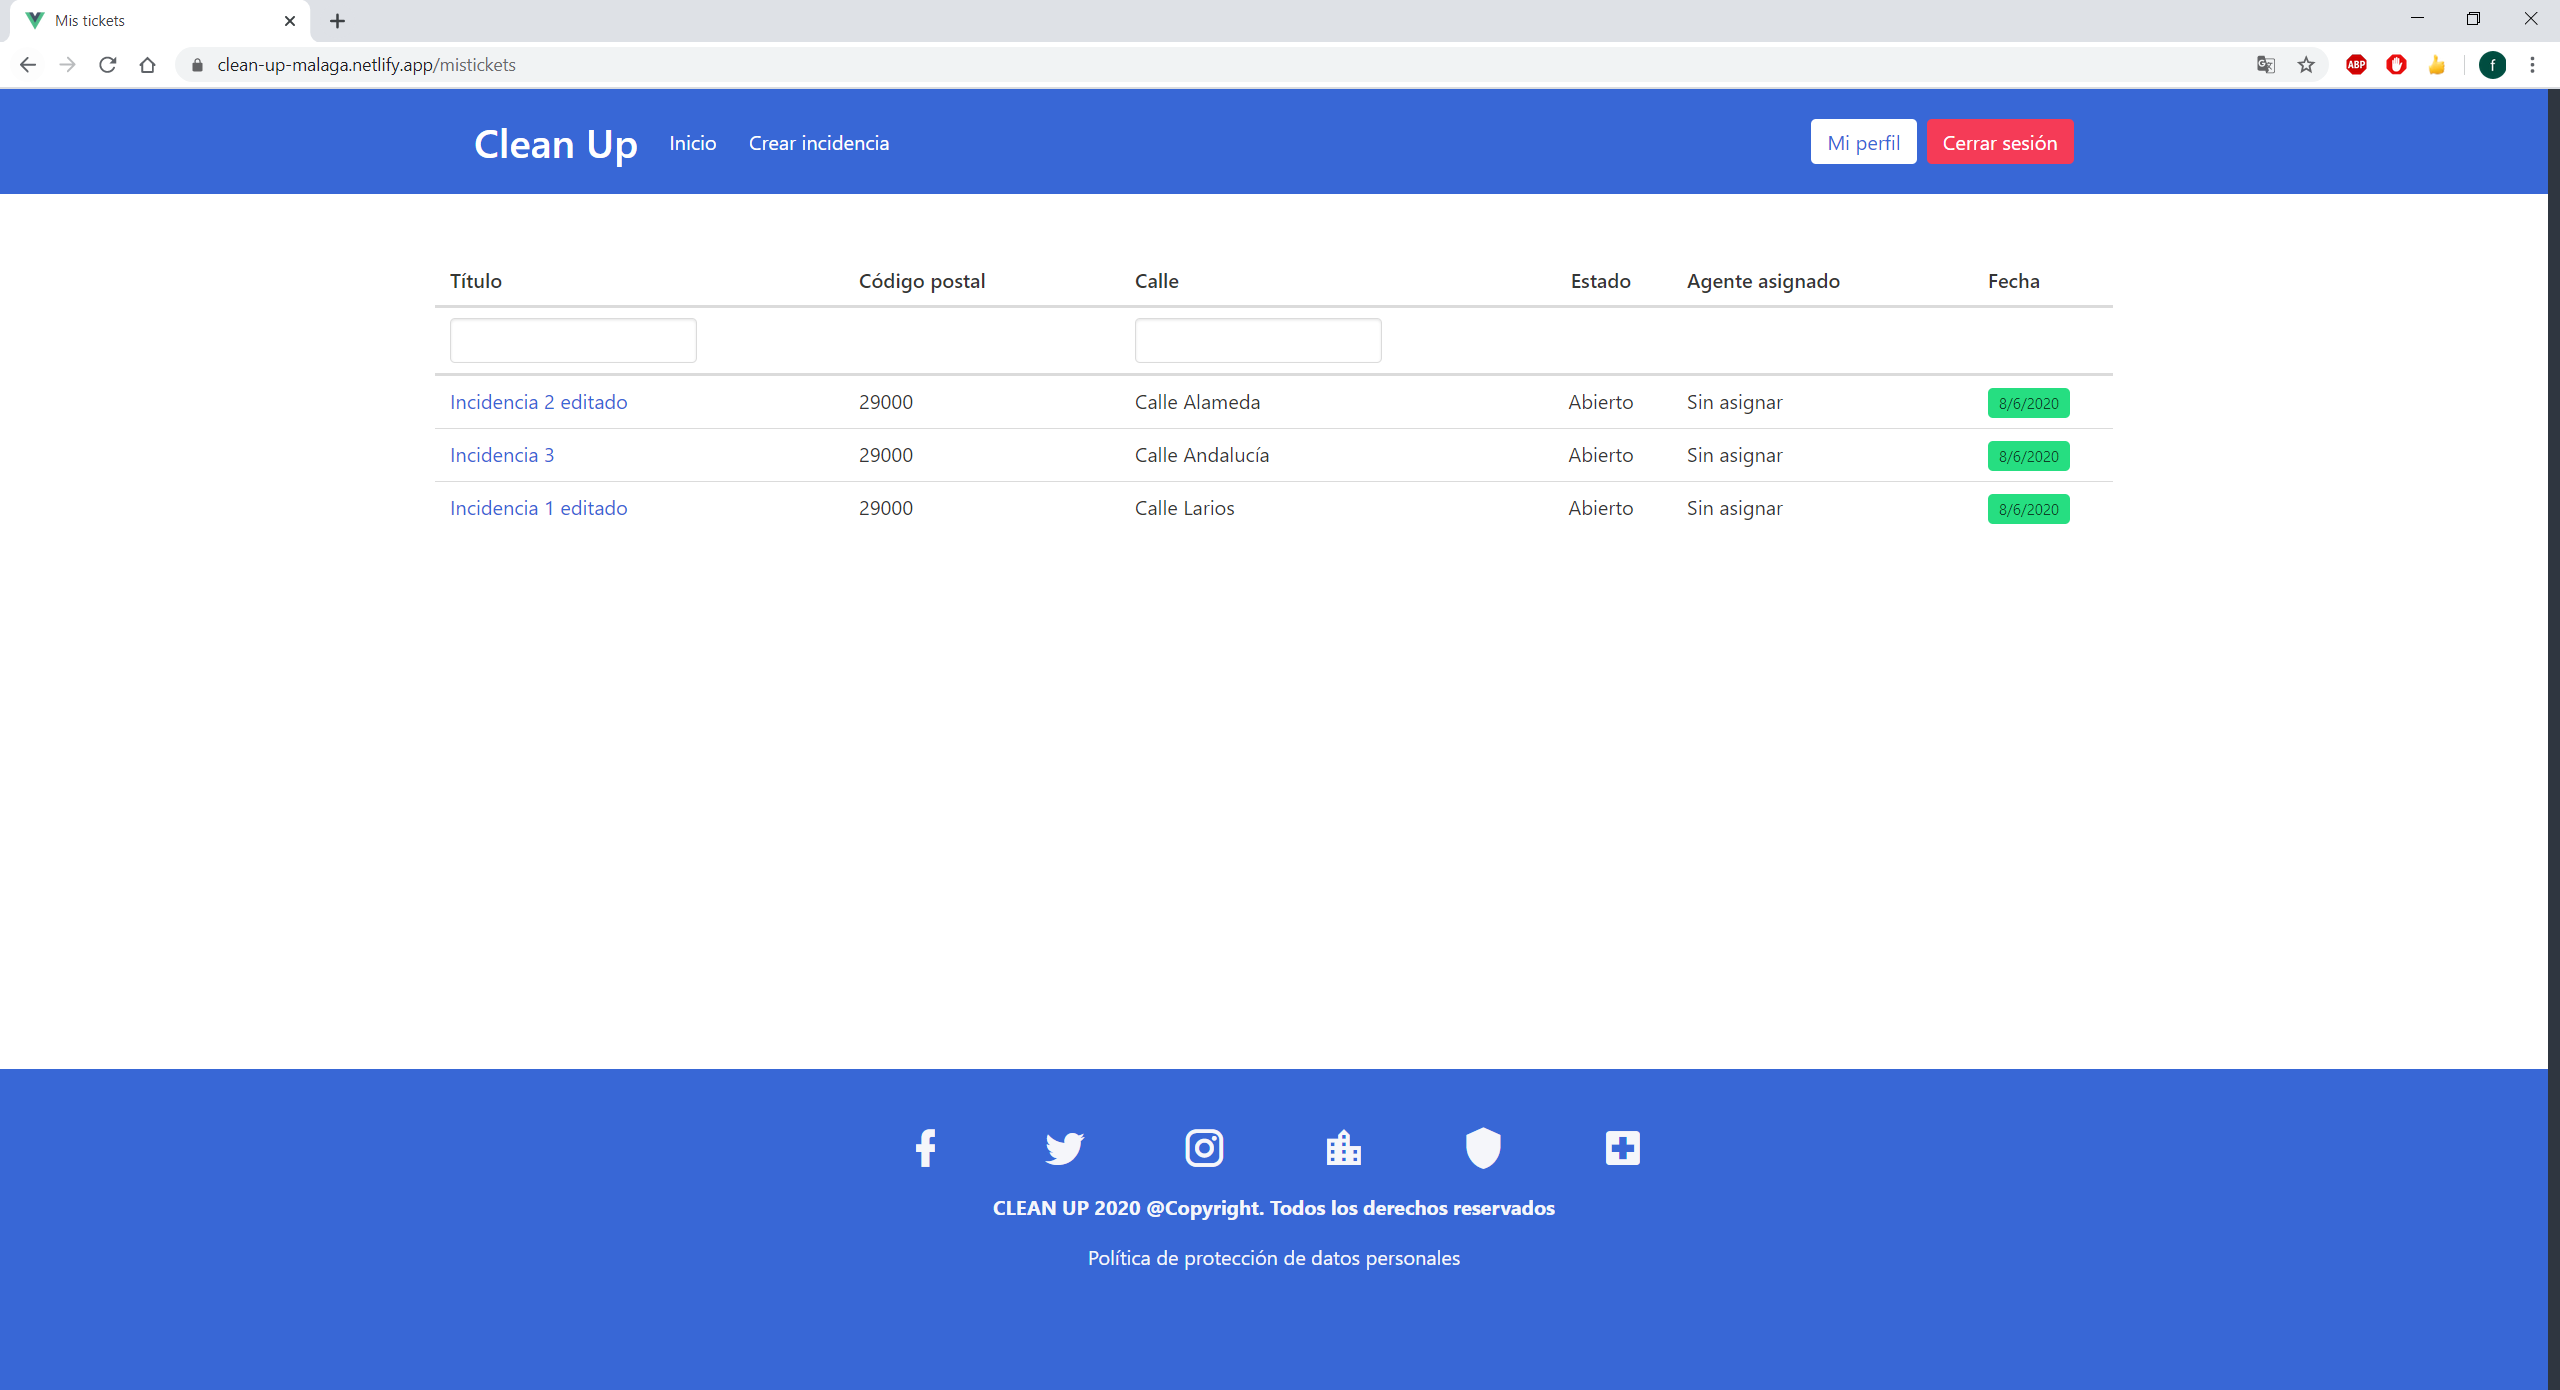 Mis tickets
clean-up-malaga.netlify.app/mistickets
ABP
f
Clean Up Inicio Crear incidencia Mi perfil Cerrar sesión
Título Código postal Calle Estado Agente asignado Fecha
Incidencia 2 editado 29000 Calle Alameda Abierto Sin asignar 8/6/2020
Incidencia 3 29000 Calle Andalucía Abierto Sin asignar 8/6/2020
Incidencia 1 editado 29000 Calle Larios Abierto Sin asignar 8/6/2020
CLEAN UP 2020 @Copyright. Todos los derechos reservados
Política de protección de datos personales